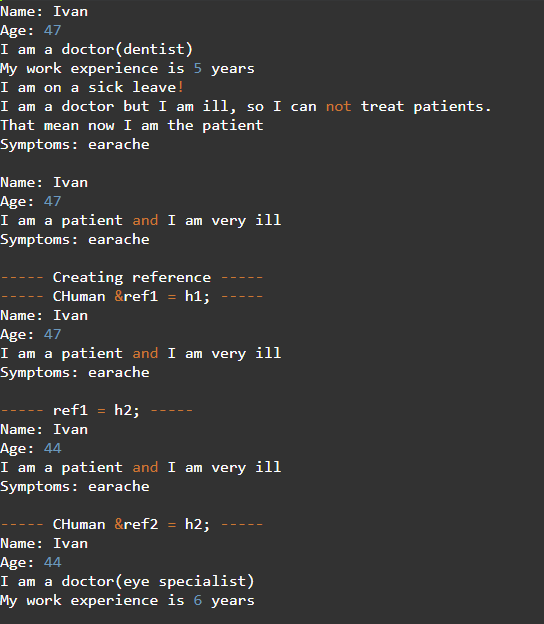 Name: Ivan
Age: 47
I am a doctor(dentist)
My work experience is 5 years
I am on a sick leave!
I am a doctor but I am ill, so I can not treat patients.
That mean now I am the patient
Symptoms: earache
Name: Ivan
Age: 47
I am a patient and I am very ill
Symptoms: earache
----- Creating reference -----
----- CHuman &ref1 = h1; -----
Name: Ivan
Age: 47
I am a patient and I am very ill
Symptoms: earache
----- ref1 = h2; -----
Name: Ivan
Age: 44
I am a patient and I am very ill
Symptoms: earache
----- CHuman &ref2 = h2; -----
Name: Ivan
Age: 44
I am a doctor(eye specialist)
My work experience is 6 years